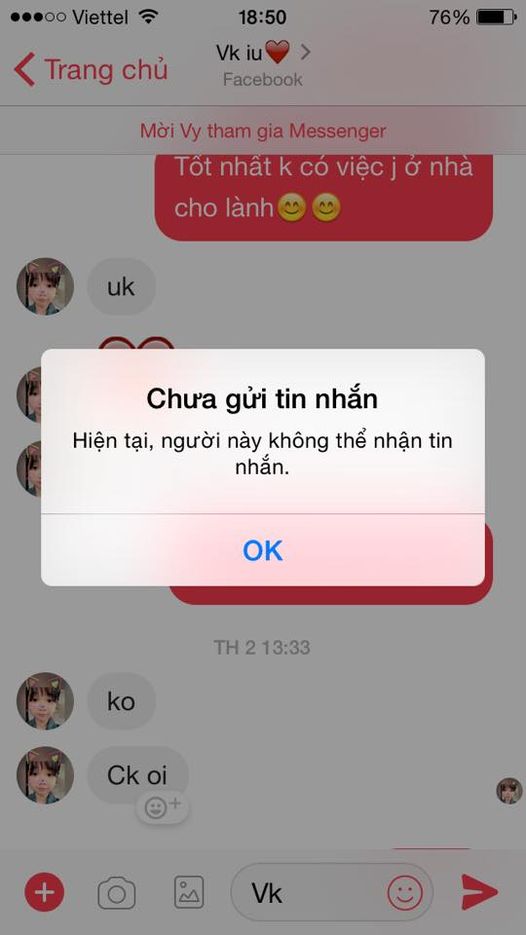 Viettel 18:50 76%
Trang chủ
Vk iu❤️
Facebook
Mời Vy tham gia Messenger
Tốt nhất k có việc j ở nhà
cho lành😊😊
uk
Chưa gửi tin nhắn
Hiện tại, người này không thể nhận tin
nhắn.
OK
TH 2 13:33
ko
Ck oi
Vk